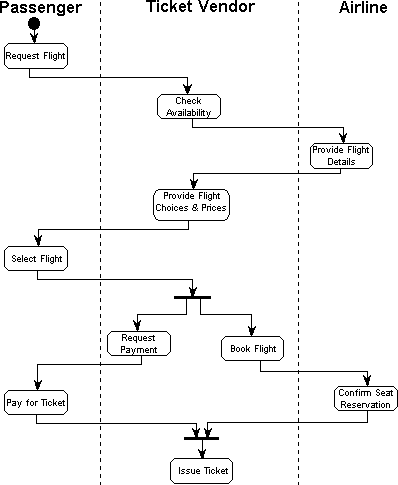 Passenger
Ticket Vendor
Airline
Request Flight
Check
Availability
Provide Flight
Details
Provide Flight
Choices & Prices
Select Flight
Request
Payment
Book Flight
Pay for Ticket
Confirm Seat
Reservation
Issue Ticket